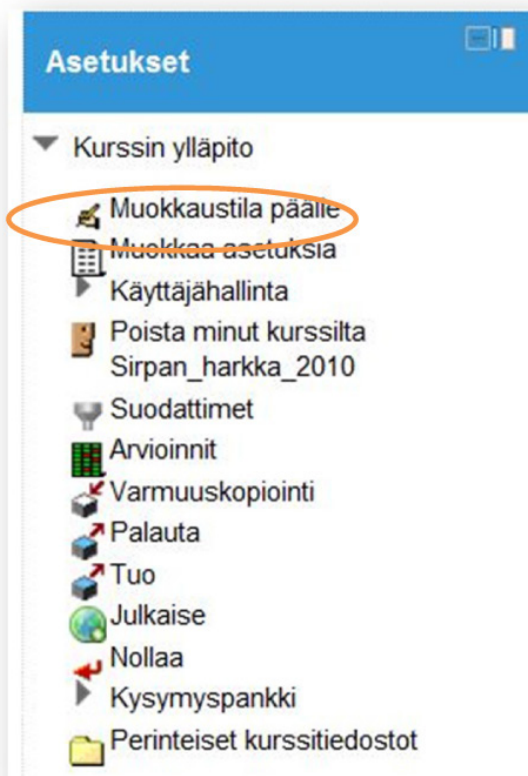 Asetukset
Kurssin ylläpito
Muokkaustila päälle
Muokkaa asetuksia
Käyttäjähallinta
Poista minut kurssilta
Sirpan_harkka_2010
Suodattimet
Arvioinnit
Varmuuskopiointi
Palauta
Tuo
Julkaise
Nollaa
Kysymyspankki
Perinteiset kurssitiedostot